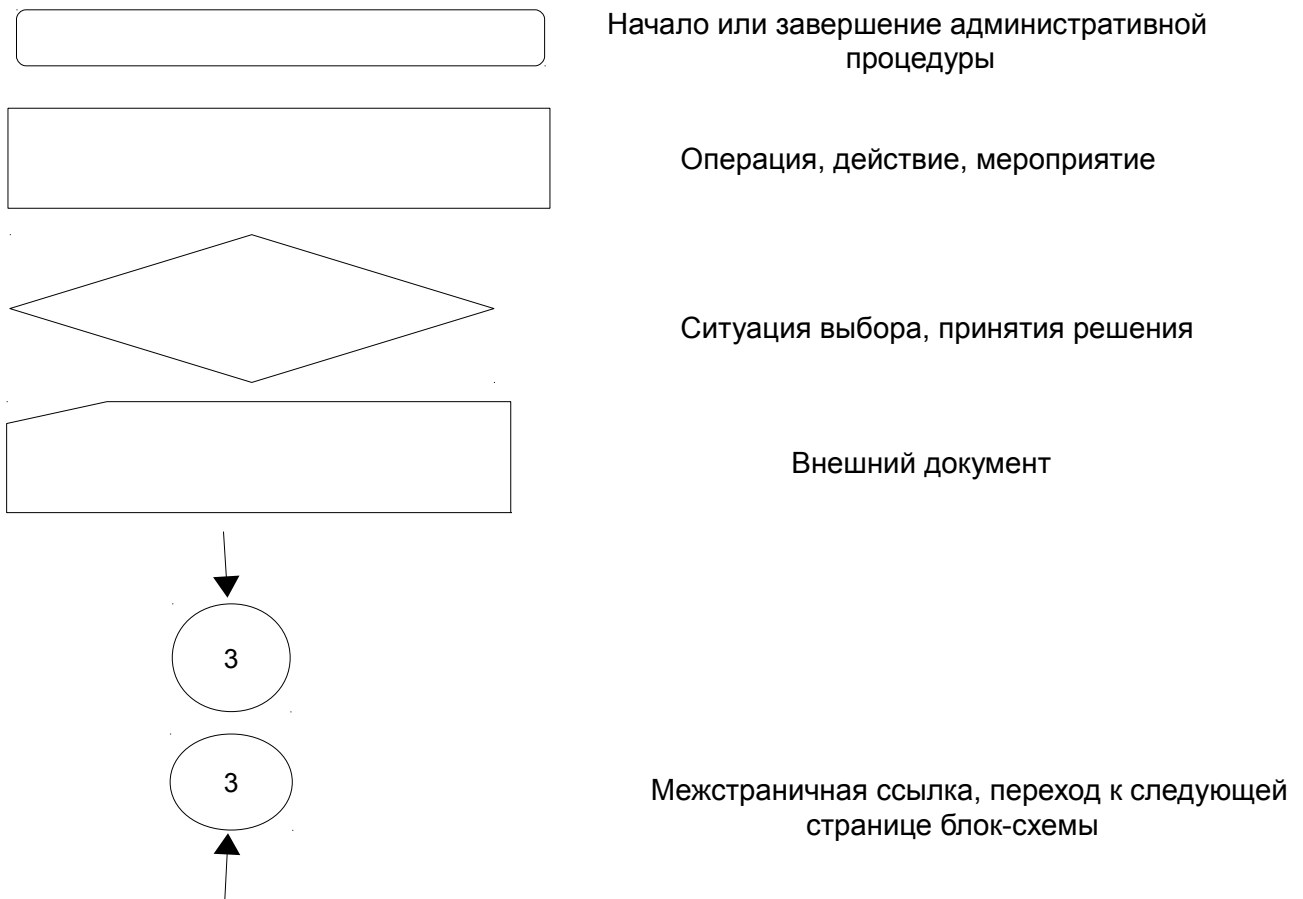 Начало или завершение административной
процедуры
Операция, действие, мероприятие
Ситуация выбора, принятия решения
Внешний документ
3
3
Межстраничная ссылка, переход к следующей
странице блок-схемы